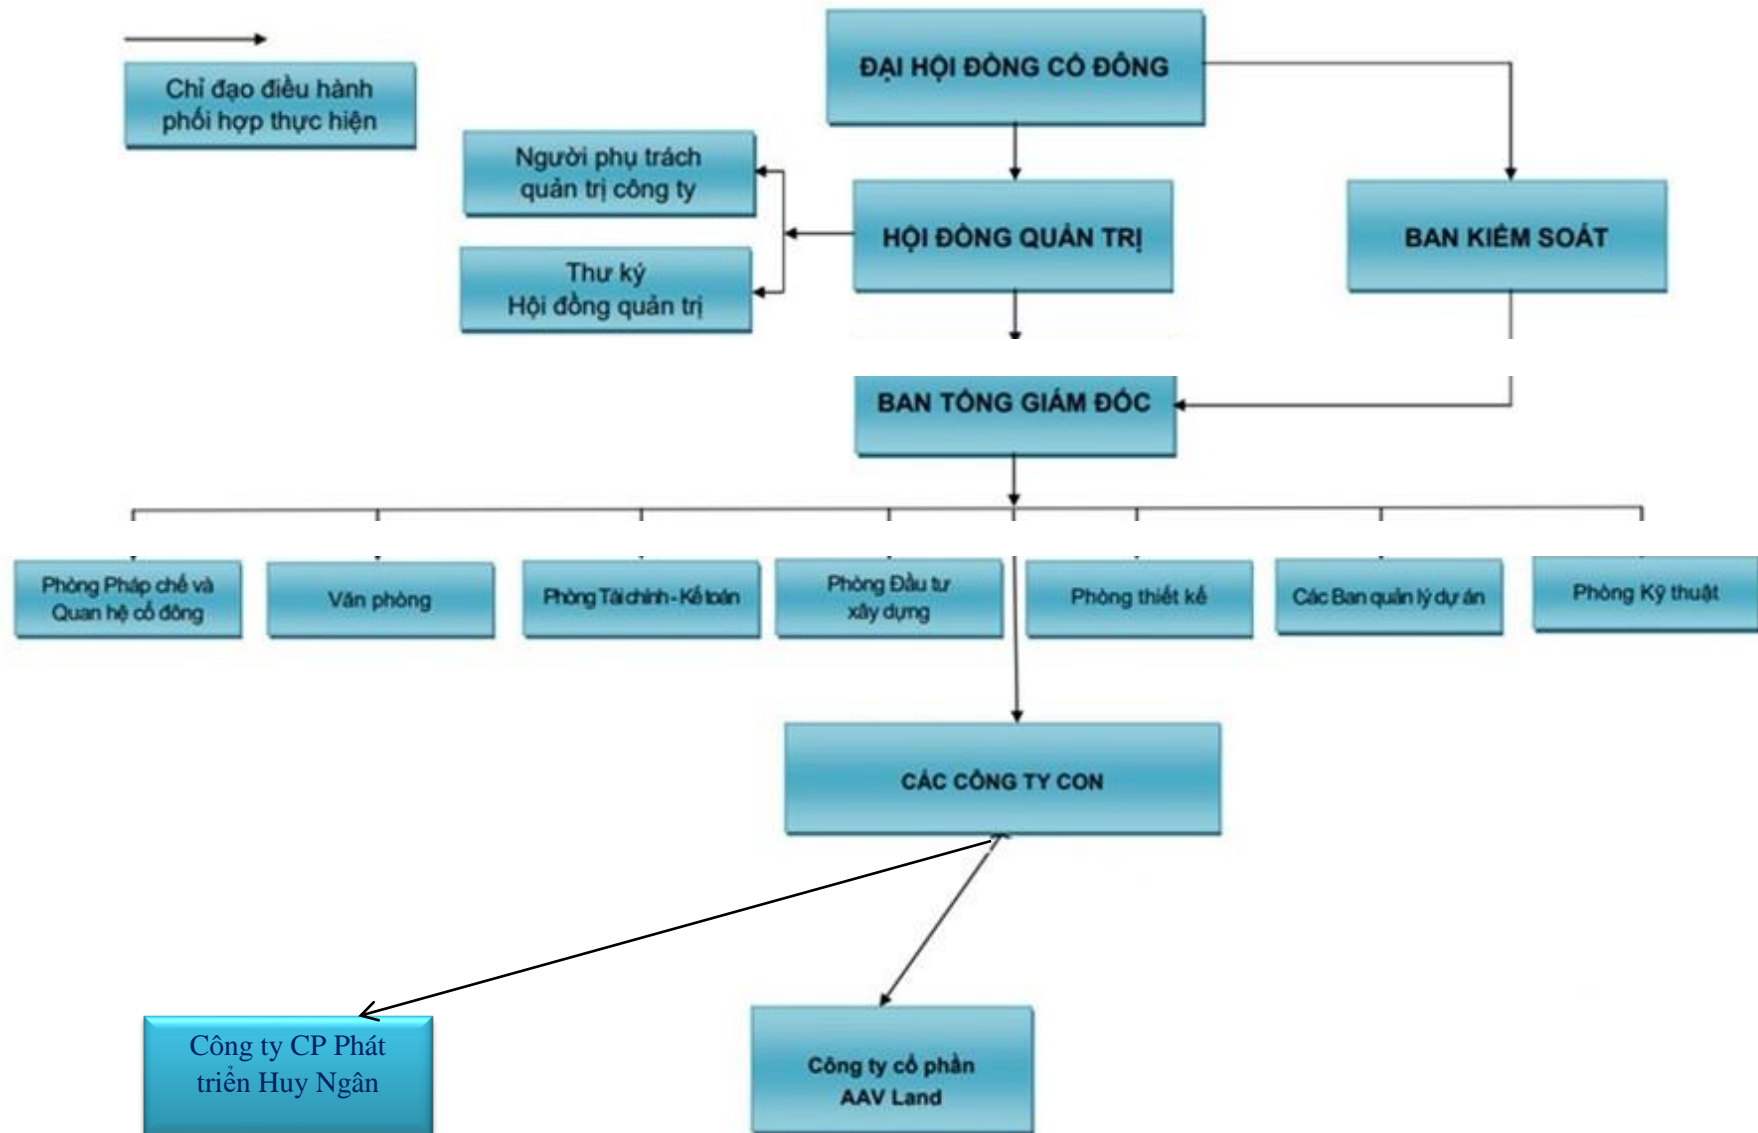 Chỉ đạo điều hành
phối hợp thực hiện
ĐẠI HỘI ĐỒNG CỔ ĐÔNG
Người phụ trách
quản trị công ty
Thư ký
Hội đồng quản trị
HỘI ĐỒNG QUẢN TRỊ
BAN KIỂM SOÁT
BAN TỔNG GIÁM ĐỐC
Phòng Pháp chế và
Quan hệ cổ đông
Văn phòng
Phòng Tài chính - Kế toán
Phòng Đầu tư
xây dựng
Phòng thiết kế
Các Ban quản lý dự án
Phòng Kỹ thuật
CÁC CÔNG TY CON
Công ty CP Phát
triển Huy Ngân
Công ty cổ phần
AAV Land